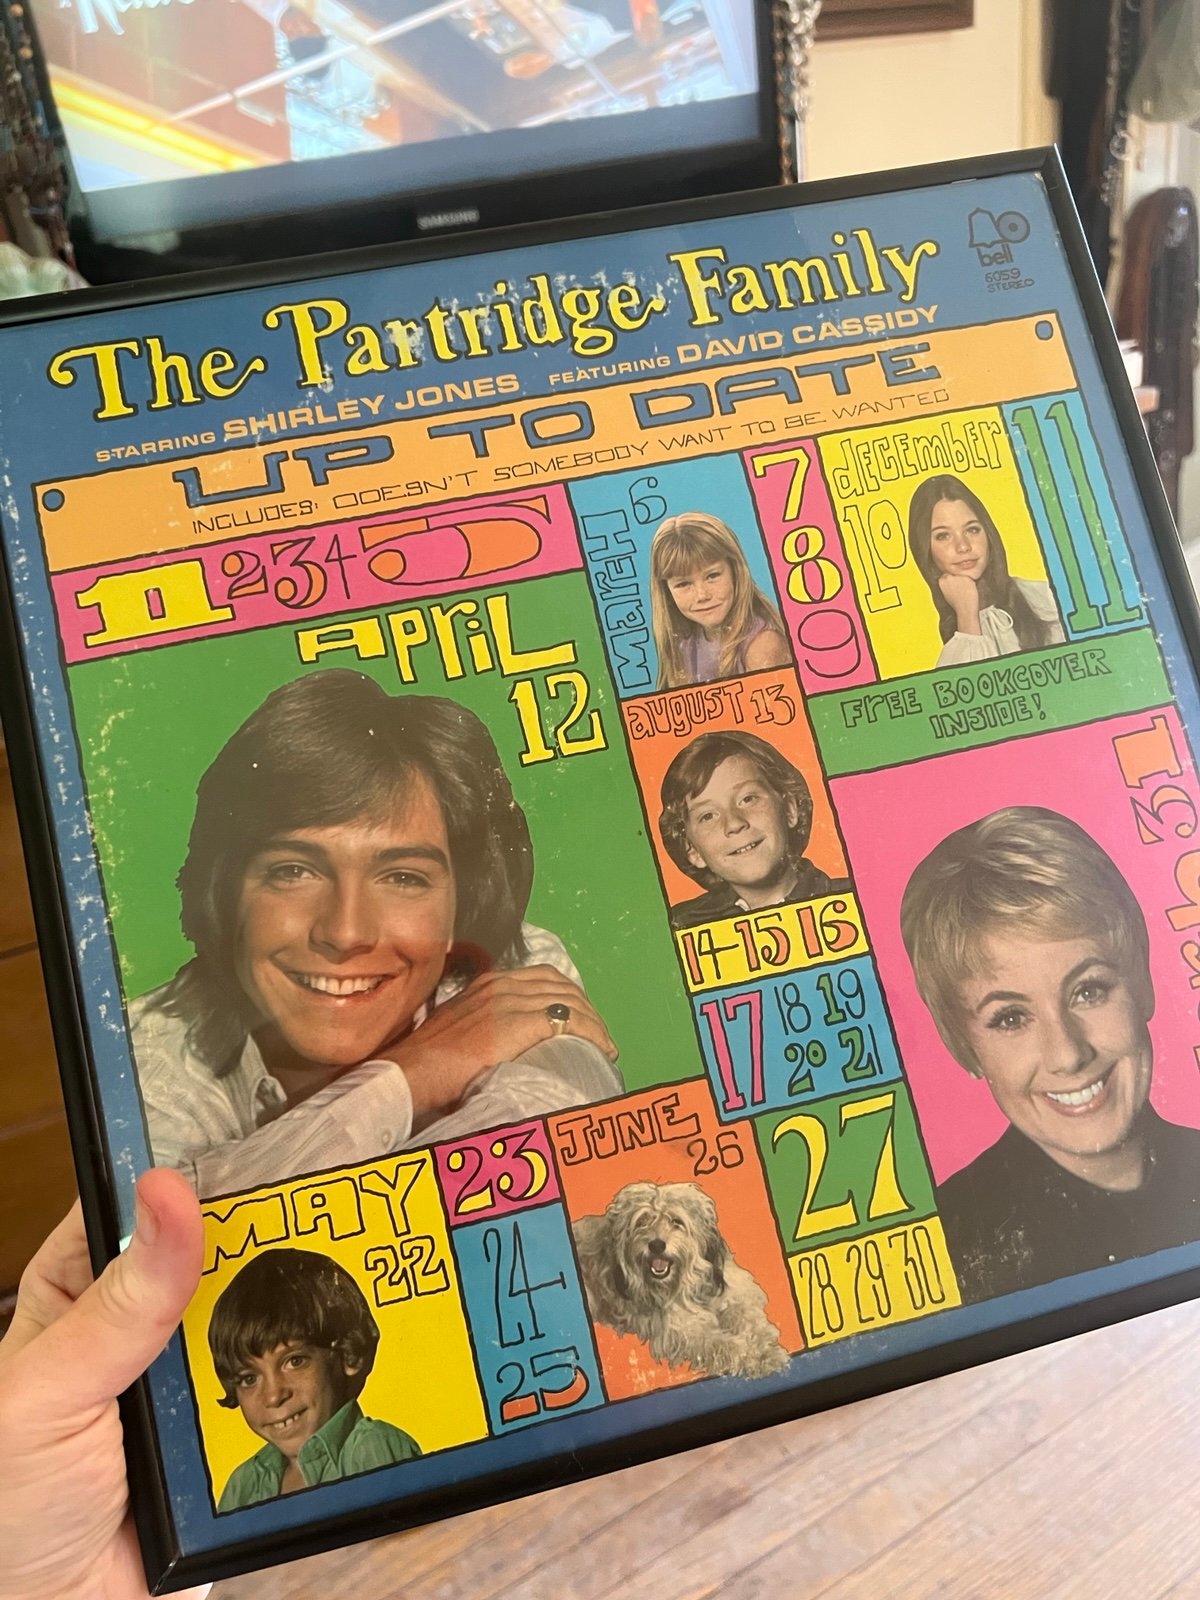 SAMSUNG
The Partridge Family
bell
6059
STEREO
STARRING SHIRLEY JONES FEATURING DAVID CASSIDY
UP TO DATE
INCLUDES: DOESN'T SOMEBODY WANT TO BE WANTED
1 2 3 4 5
MARCH 6
7
8
9
DECEMBER
10
11
APRIL
12
FREE BOOKCOVER
INSIDE!
AUGUST 13
31
14 15 16
17
18 19
20 21
MAY
22
23
24
25
JUNE
26
27
28 29 30